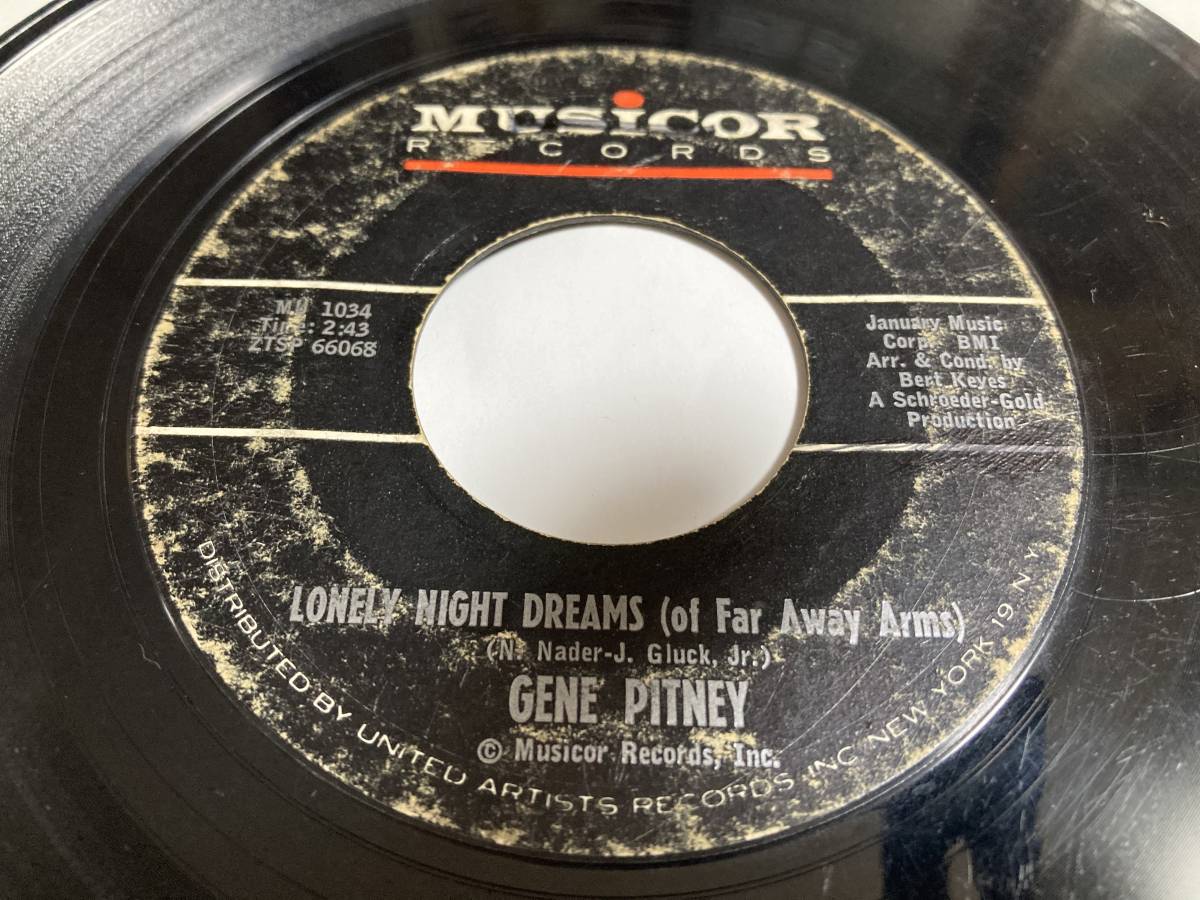 MUSICOR
RECORDS
MU 1034
Time: 2:43
ZTSP 66068
January Music
Corp. BMI
Arr. & Cond. by
Bert Keyes
A Schroeder-Gold
Production
LONELY NIGHT DREAMS (of Far Away Arms)
(N. Nader-J. Gluck, Jr.)
GENE PITNEY
© Musicor Records, Inc.
DISTRIBUTED BY UNITED ARTISTS RECORDS INC NEW YORK 19 N. Y.